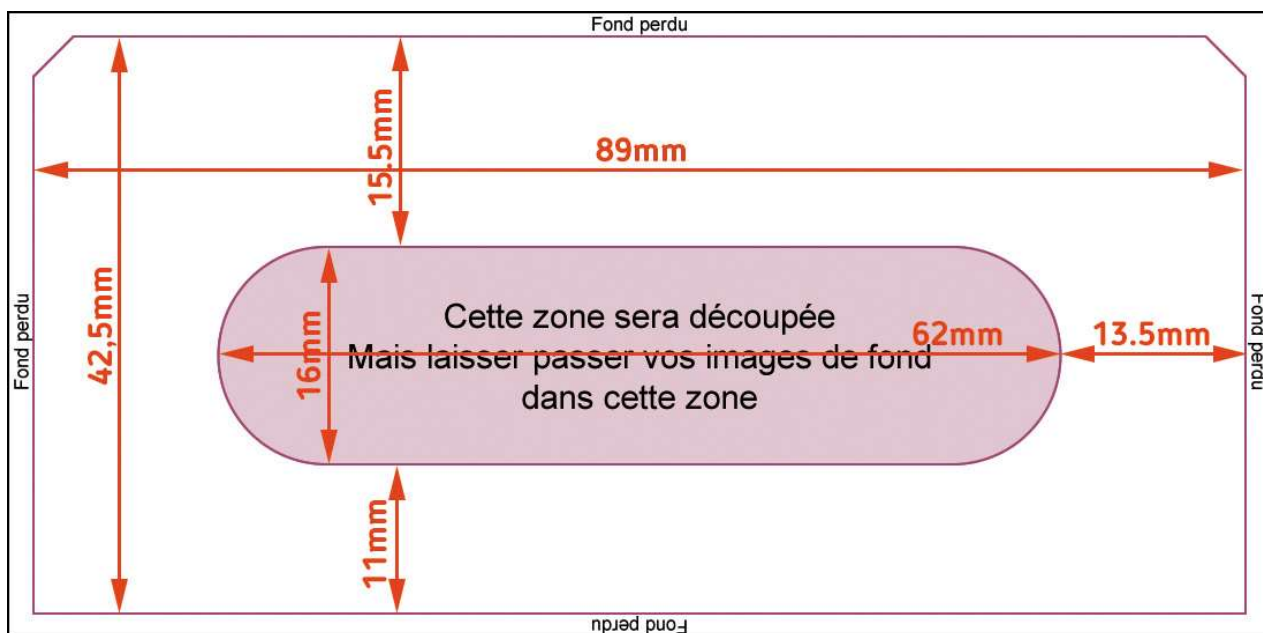 Fond perdu
15.5mm
89mm
42,5mm
Fond perdu
Fond perdu
Cette zone sera découpée
62mm
13.5mm
16mm
Mais laisser passer vos images de fond
dans cette zone
11mm
Fond perdu